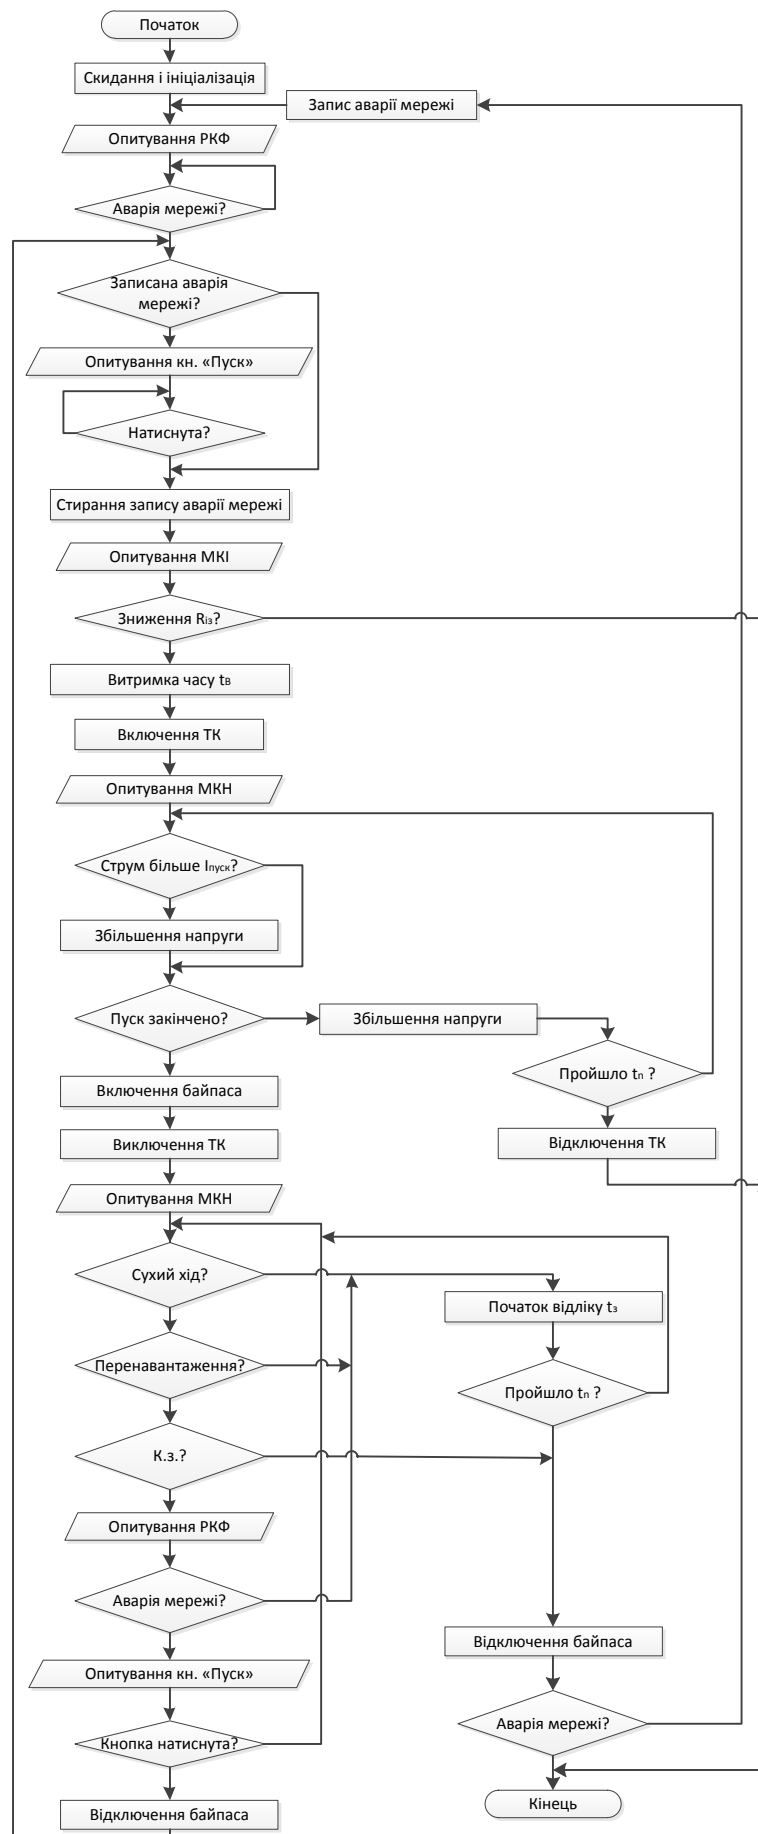 Початок
Скидання і ініціалізація
Запис аварії мережі
Опитування РКФ
Аварія мережі?
Записана аварія
мережі?
Опитування кн. «Пуск»
Натиснута?
Стирання запису аварії мережі
Опитування МКІ
Зниження Rіз?
Витримка часу tв
Включення ТК
Опитування МКН
Струм більше Iпуск?
Збільшення напруги
Пуск закінчено?
Збільшення напруги
Пройшло tп ?
Включення байпаса
Виключення ТК
Відключення ТК
Опитування МКН
Сухий хід?
Початок відліку tз
Перенавантаження?
Пройшло tп ?
К.з.?
Опитування РКФ
Аварія мережі?
Відключення байпаса
Опитування кн. «Пуск»
Аварія мережі?
Кнопка натиснута?
Кінець
Відключення байпаса